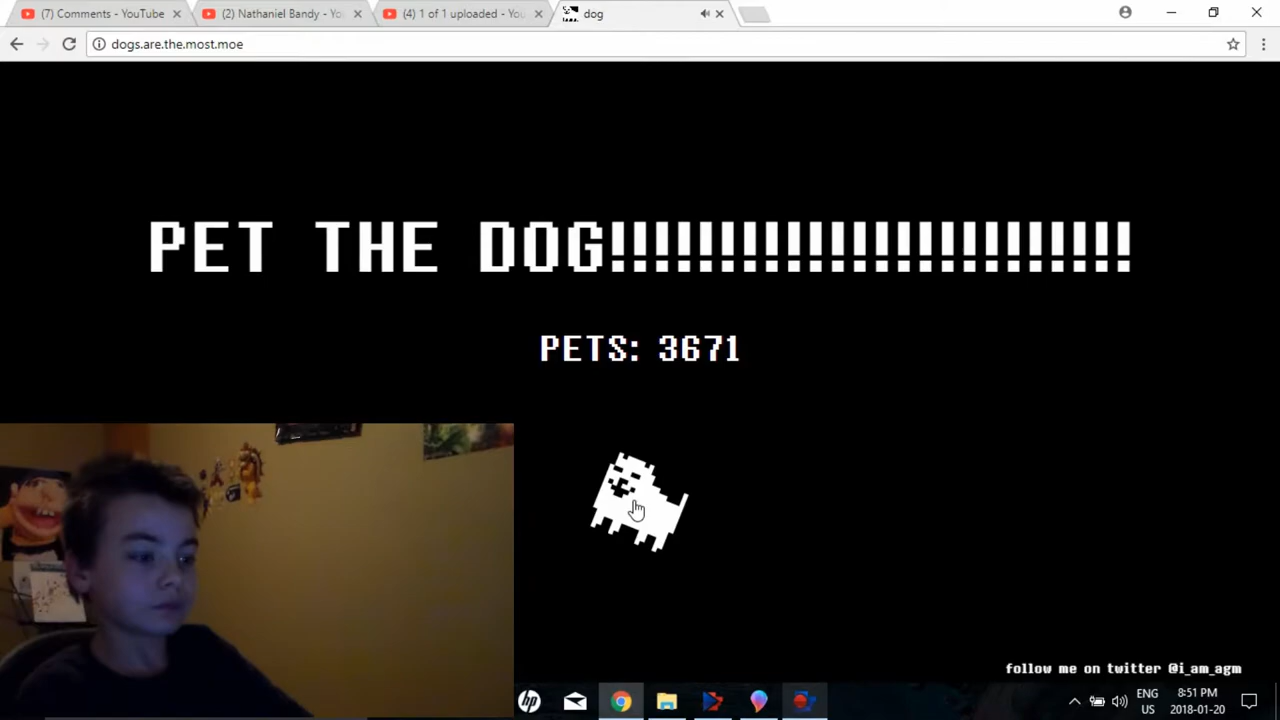 (7) Comments - YouTube
(2) Nathaniel Bandy - Yo
(4) 1 of 1 uploaded - You
dog
dogs.are.the.most.moe
PET THE DOG!!!!!!!!!!!!!!!!!!!!!!!!
PETS: 3671
follow me on twitter @i_am_agm
hp
ENG
US
8:51 PM
2018-01-20